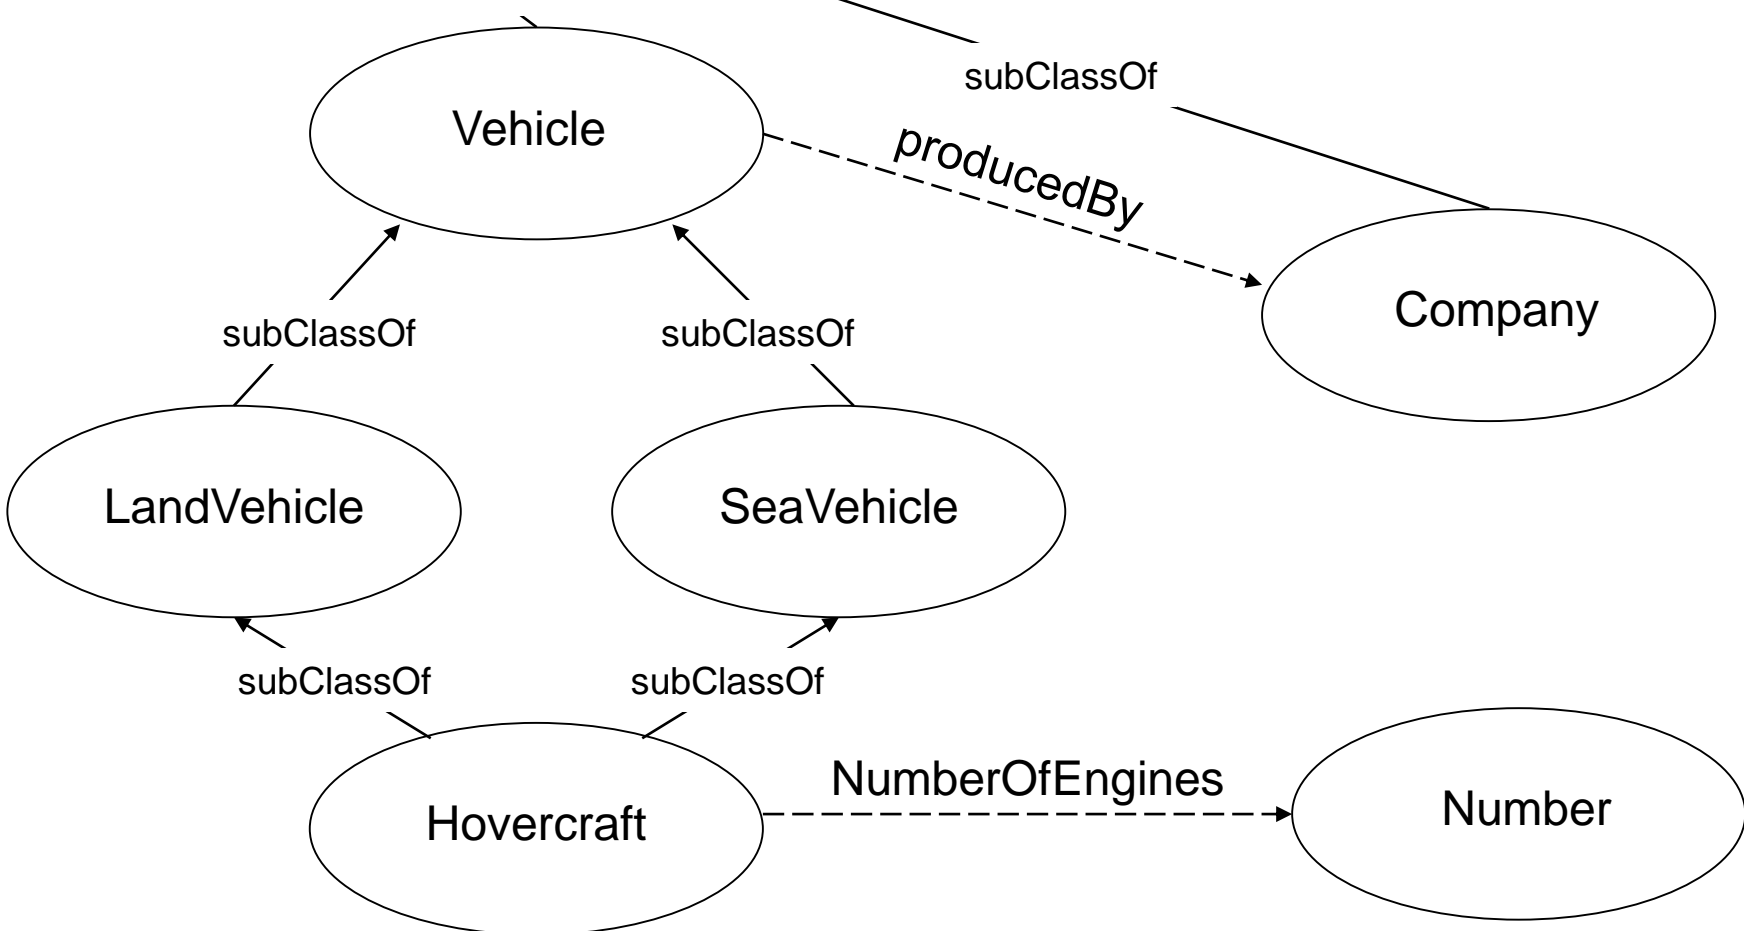 subClassOf
Vehicle
producedBy
Company
subClassOf
subClassOf
LandVehicle
SeaVehicle
subClassOf
subClassOf
NumberOfEngines
Hovercraft
Number